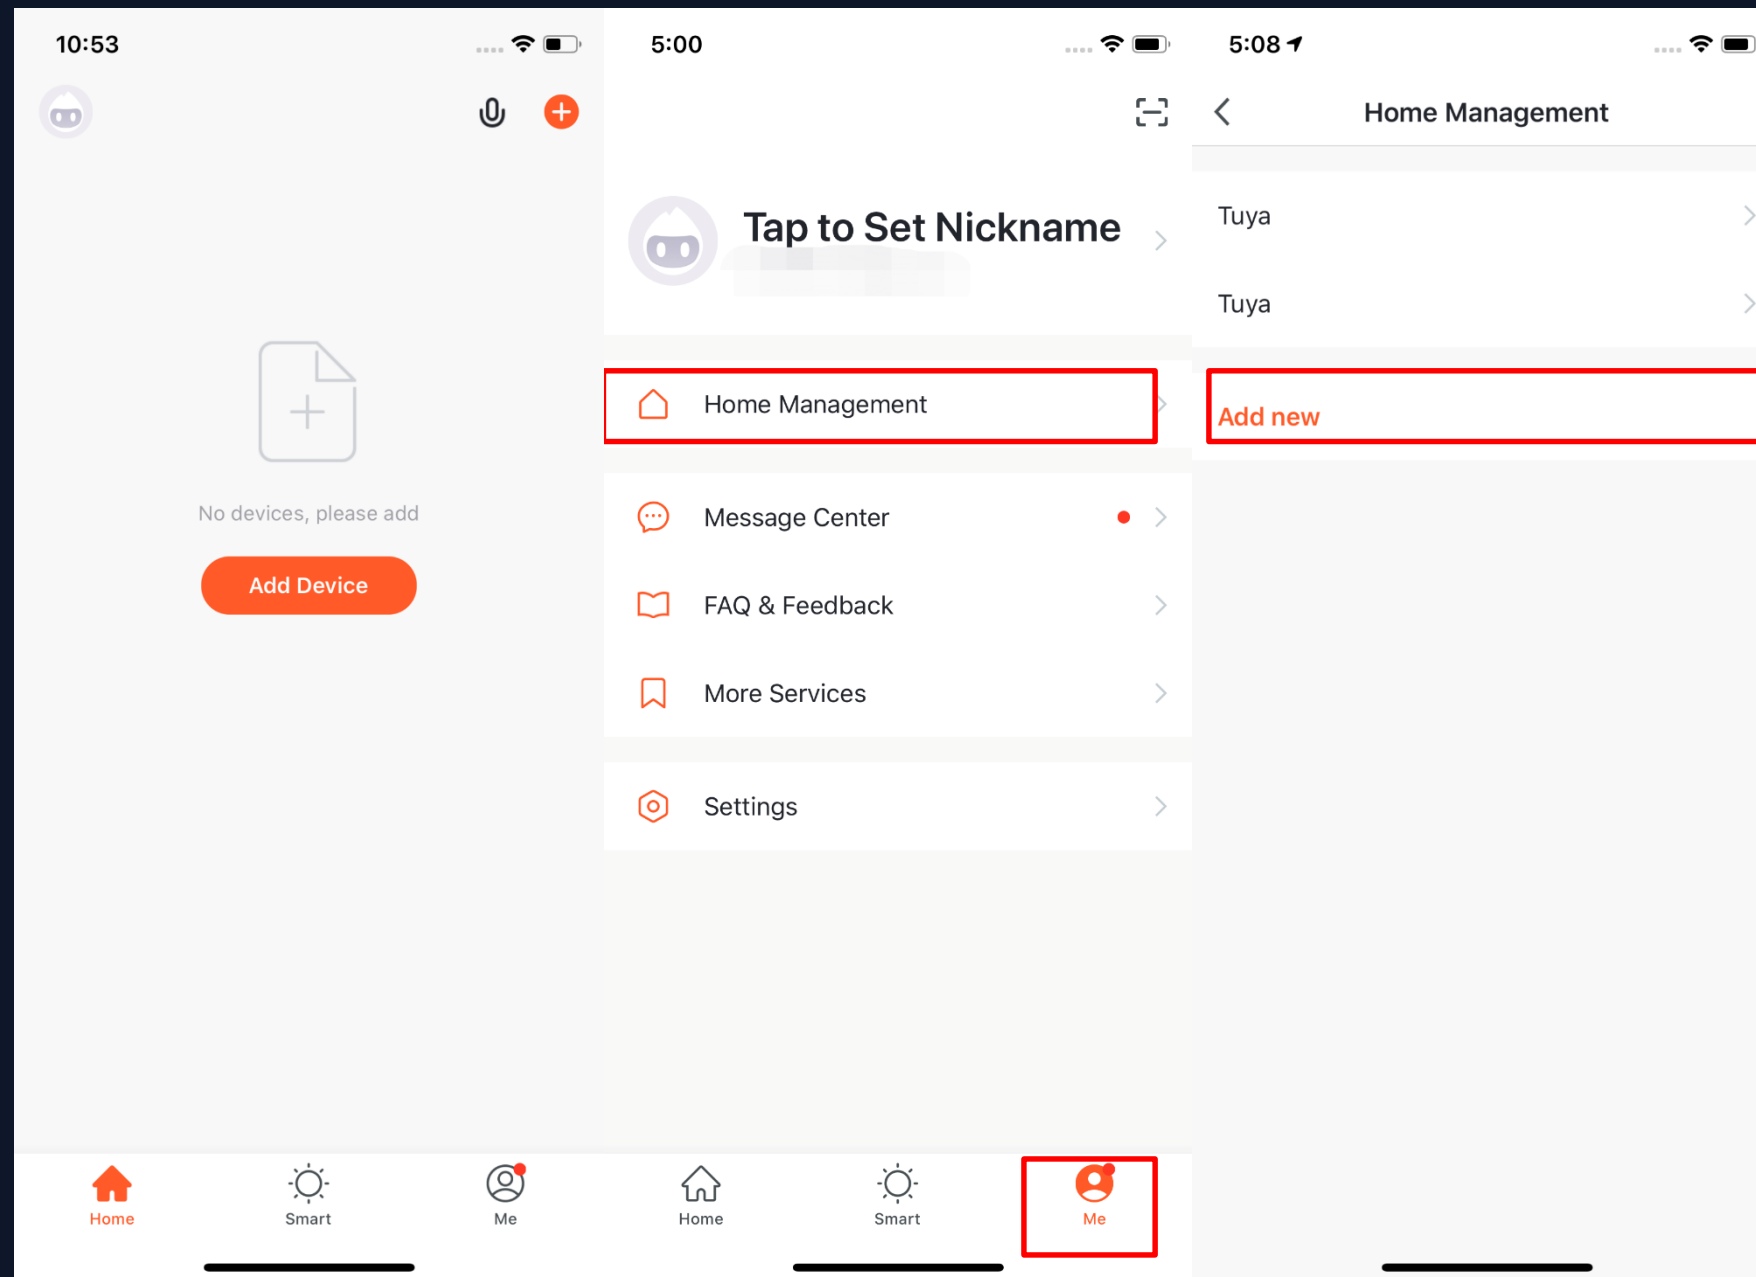 10:53
No devices, please add
Add Device
Home
Smart
Me
5:00
Tap to Set Nickname
Home Management
Message Center
FAQ & Feedback
More Services
Settings
Home
Smart
Me
5:08
Home Management
Tuya
Tuya
Add new